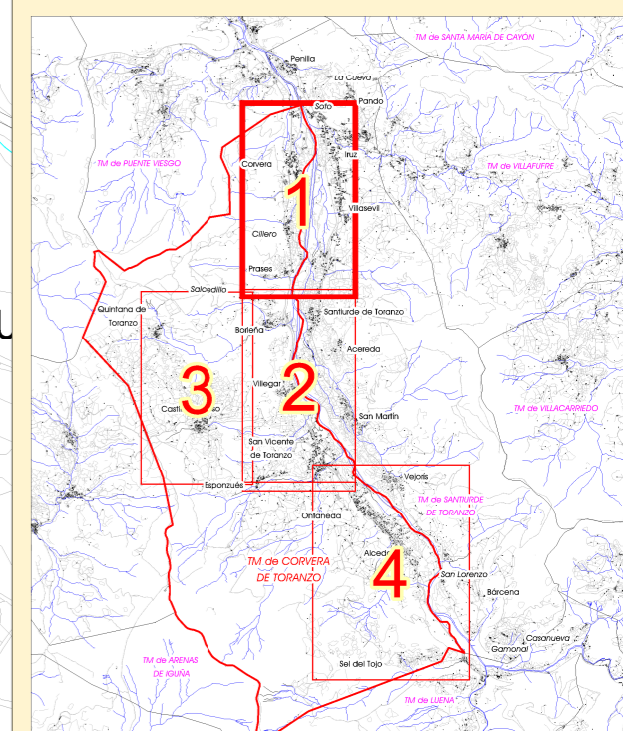 TM de SANTA MARÍA DE CAYÓN
Penilla
La Cueva
Soto
Pando
TM de PUENTE VIESGO
Corvera
Iruz
TM de VILLAFUFRE
1
Villasevil
Cillero
Prases
Salcedillo
Quintana de
Toranzo
Santiurde de Toranzo
Borleña
Acereda
3
Villegar
2
TM de VILLACARRIEDO
San Martín
San Vicente
de Toranzo
Esponzués
Vejorís
TM de SANTIURDE
DE TORANZO
Ontaneda
TM de CORVERA
DE TORANZO
Alceda
4
San Lorenzo
Bárcena
Casanueva
Gamonal
TM de ARENAS
DE IGUÑA
Sel del Tojo
TM de LUENA